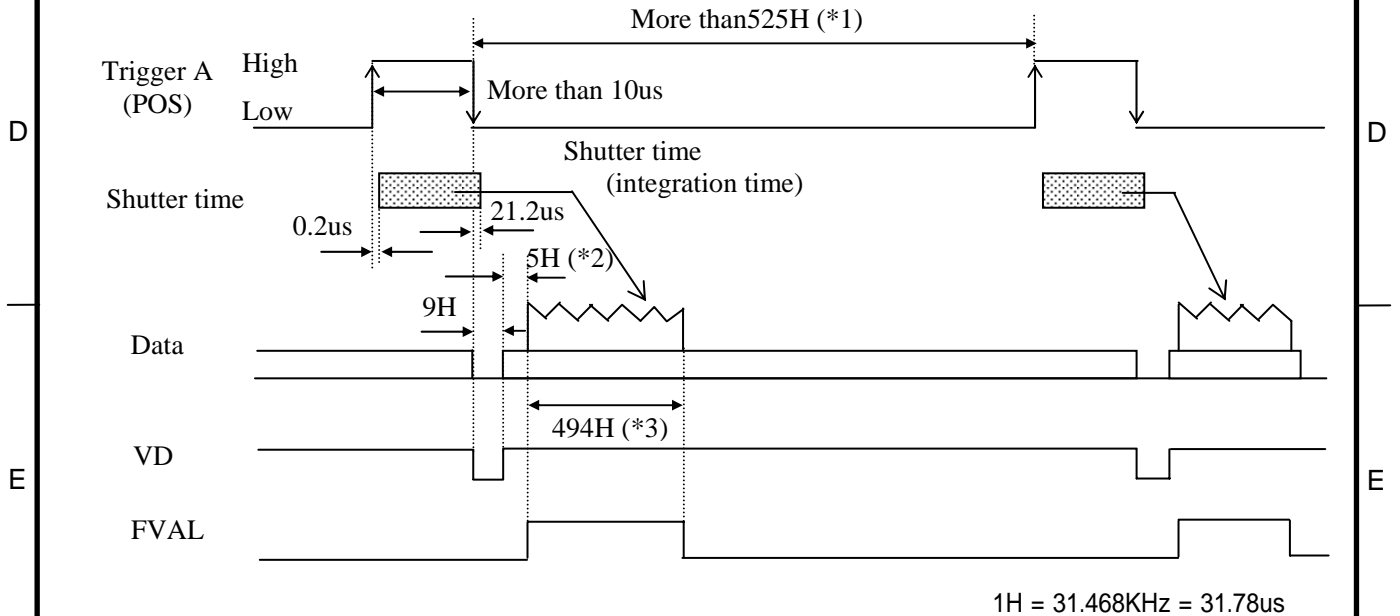 More than525H (*1)
Trigger A
(POS)
High
Low
More than 10us
D
D
Shutter time
(integration time)
Shutter time
0.2us
21.2us
5H (*2)
9H
Data
494H (*3)
VD
E
E
FVAL
1H = 31.468KHz = 31.78us